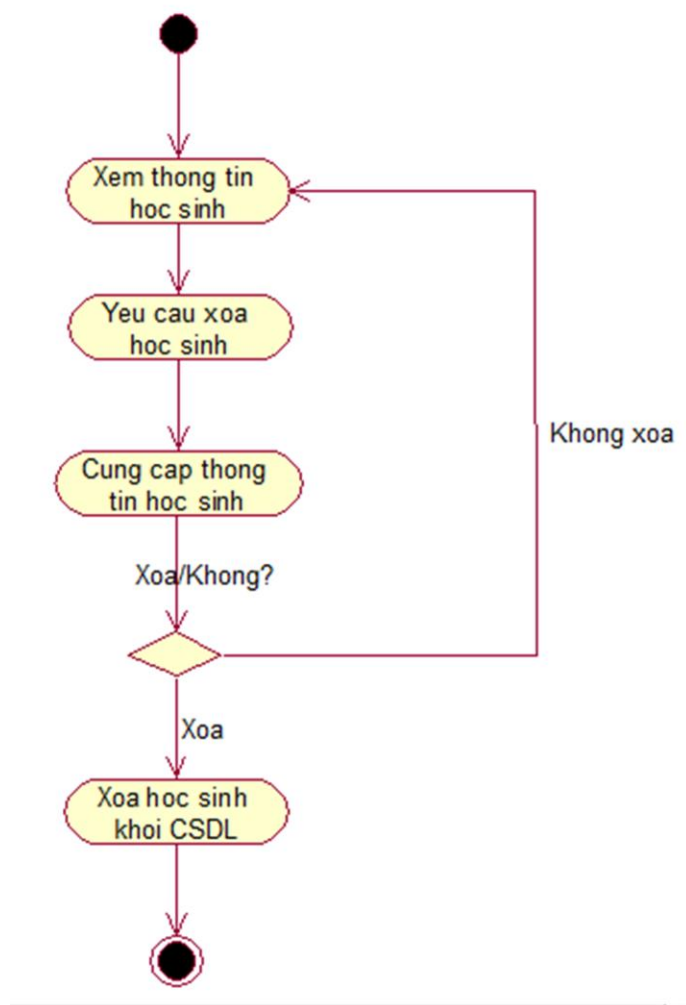 Xem thong tin
hoc sinh
Yeu cau xoa
hoc sinh
Khong xoa
Cung cap thong
tin hoc sinh
Xoa/Khong?
Xoa
Xoa hoc sinh
khoi CSDL